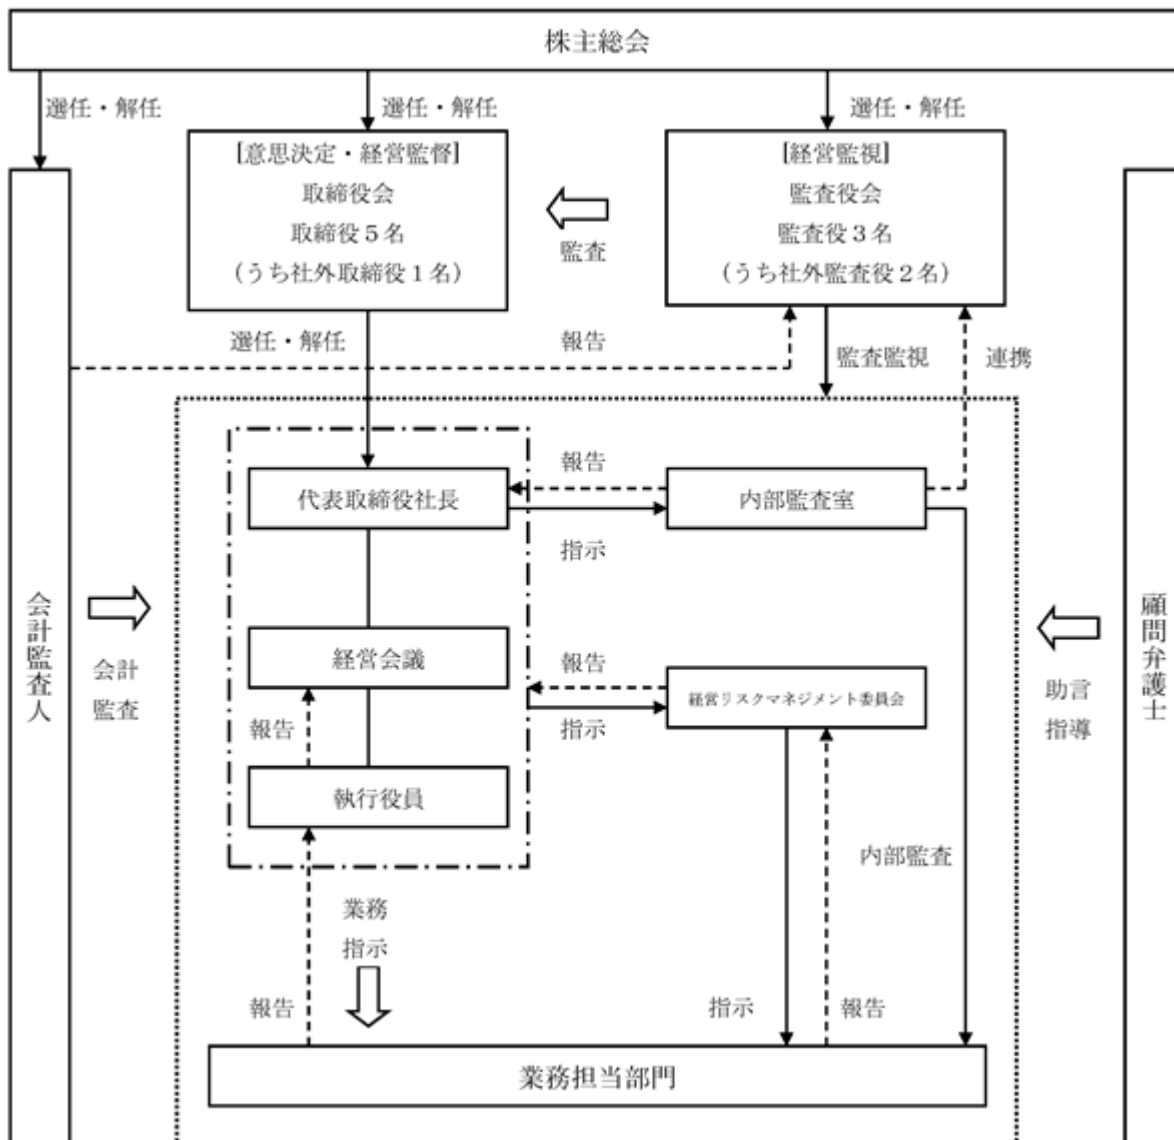 株主総会
選任・解任
選任・解任
選任・解任
[意思決定・経営監督]
取締役会
取締役5名
(うち社外取締役1名)
監査
[経営監視]
監査役会
監査役3名
(うち社外監査役2名)
選任・解任
報告
監査監視
連携
代表取締役社長
報告
指示
内部監査室
会計監査人
会計
監査
経営会議
報告
指示
経営リスクマネジメント委員会
助言
指導
顧問弁護士
報告
執行役員
内部監査
業務
指示
報告
指示
報告
業務担当部門